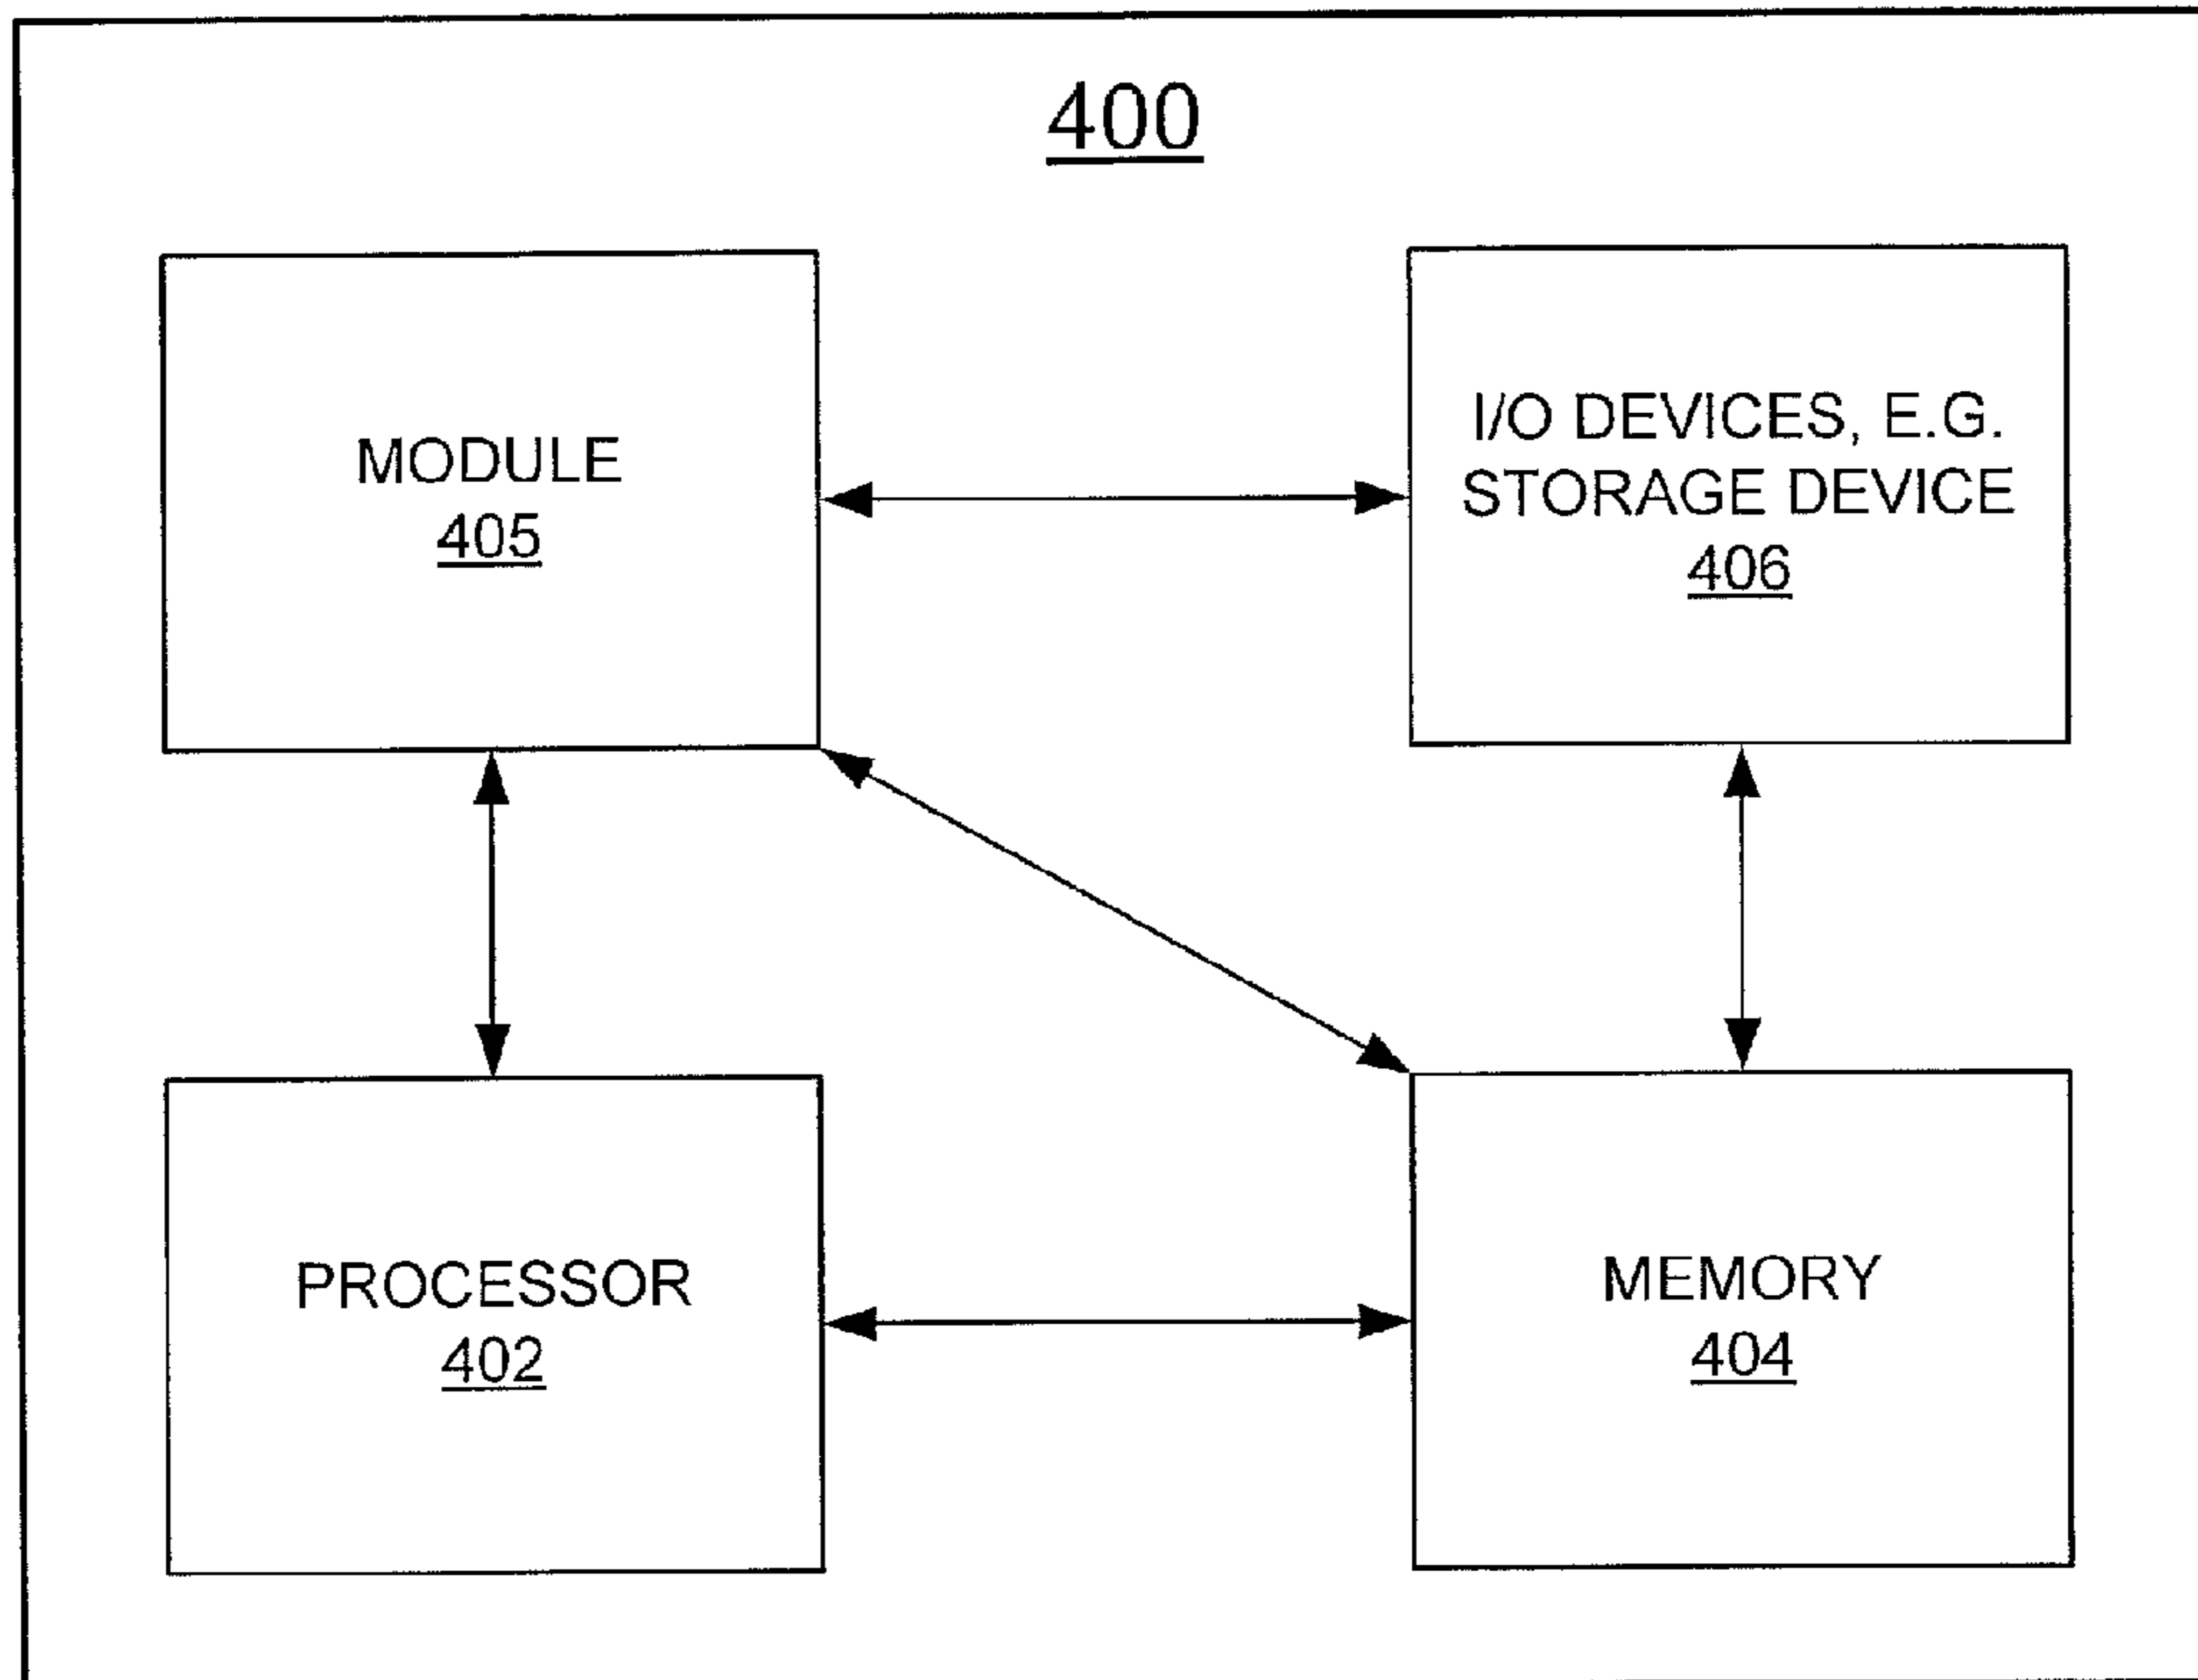 400
MODULE
405
I/O DEVICES, E.G.
STORAGE DEVICE
406
PROCESSOR
402
MEMORY
404